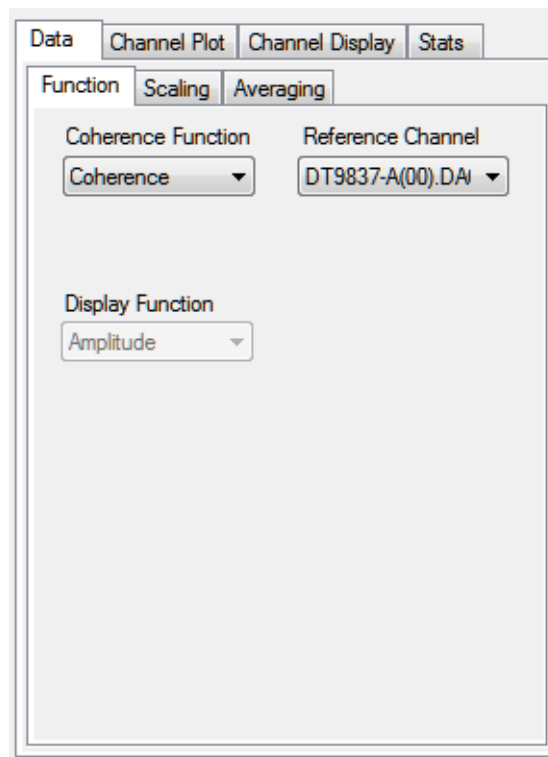 Data Channel Plot Channel Display Stats
Function Scaling Averaging
Coherence Function Reference Channel
Coherence DT9837-A(00).DA
Display Function
Amplitude